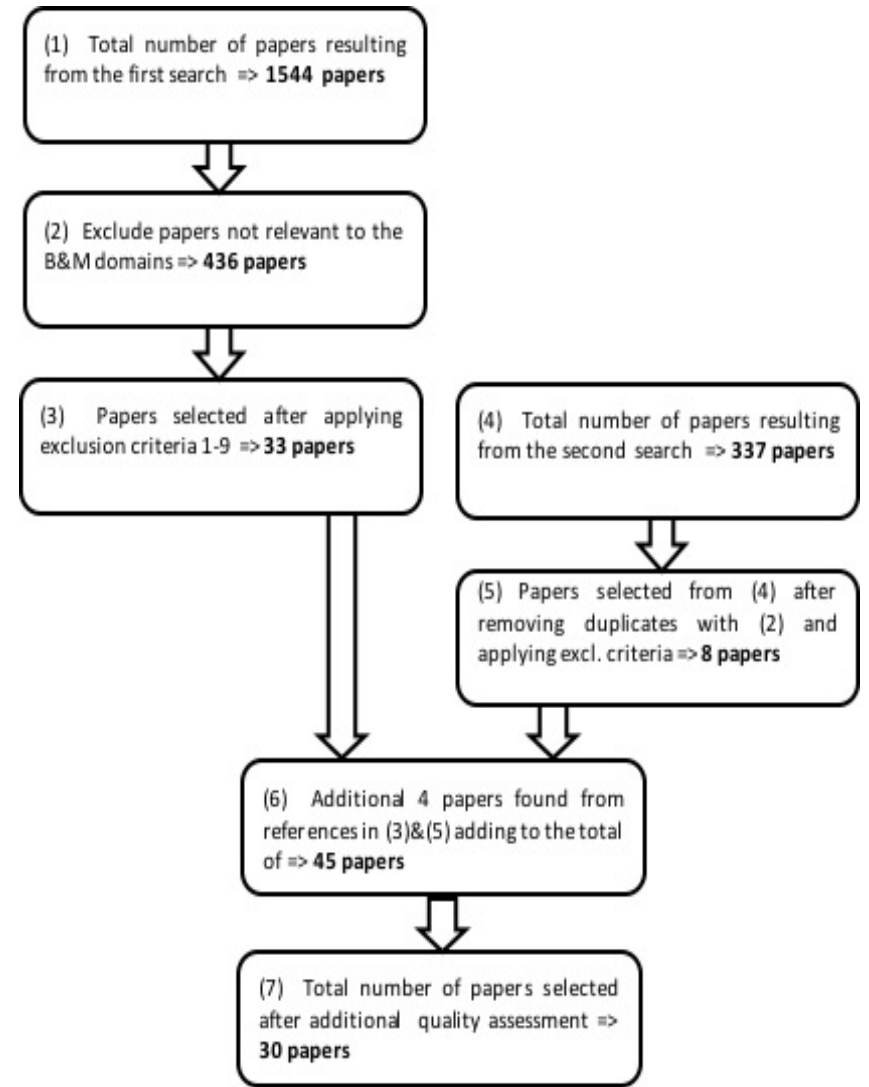 (1) Total number of papers resulting
from the first search => 1544 papers
(2) Exclude papers not relevant to the
B&M domains => 436 papers
(3) Papers selected after applying
exclusion criteria 1-9 => 33 papers
(4) Total number of papers resulting
from the second search => 337 papers
(5) Papers selected from (4) after
removing duplicates with (2) and
applying excl. criteria => 8 papers
(6) Additional 4 papers found from
references in (3)&(5) adding to the total
of => 45 papers
(7) Total number of papers selected
after additional quality assessment =>
30 papers